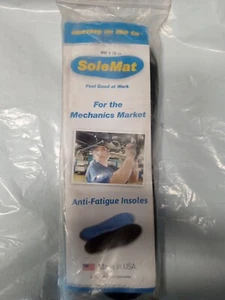 SoleMat
Feel Good at Work
For the
Mechanics Market
Anti-Fatigue Insoles
Made in USA